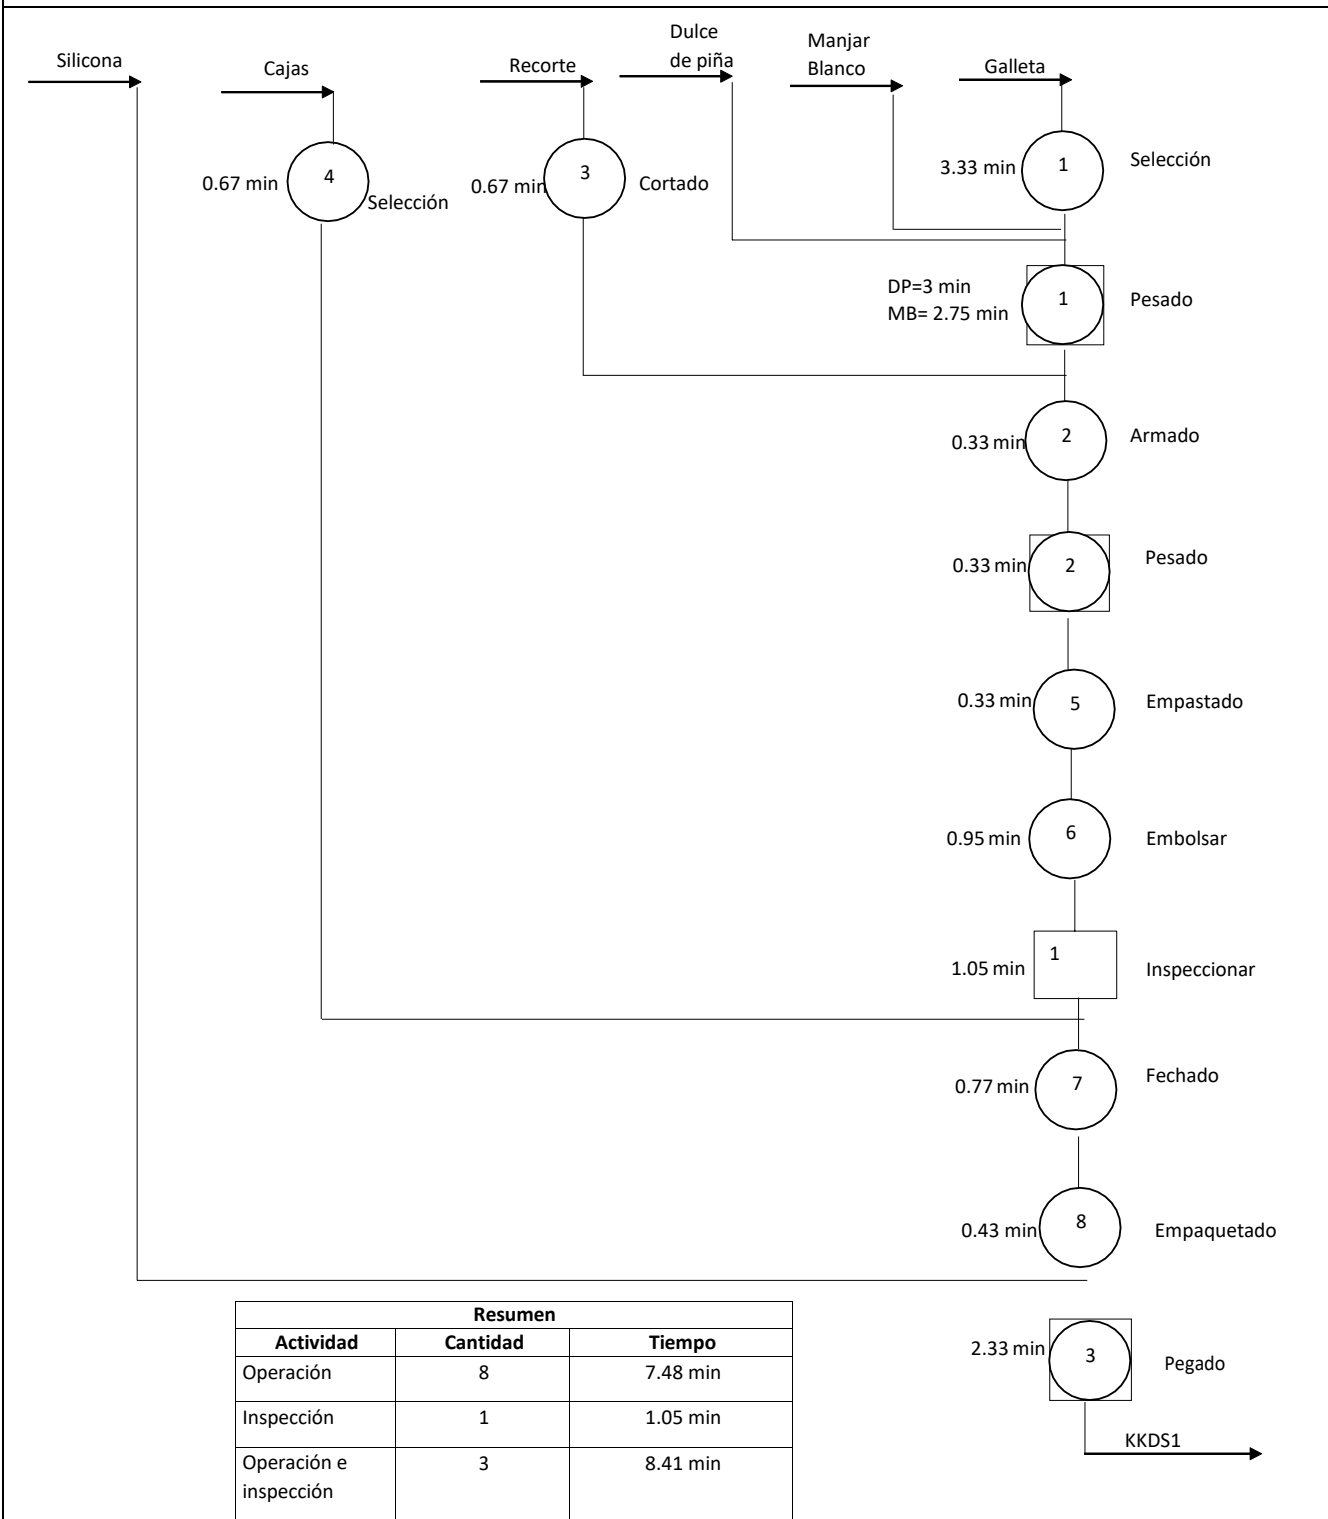 Silicona
Cajas
Recorte
Dulce
de piña
Manjar
Blanco
Galleta
0.67 min
4
Selección
0.67 min
3
Cortado
3.33 min
1
Selección
DP=3 min
MB= 2.75 min
1
Pesado
0.33 min
2
Armado
0.33 min
2
Pesado
0.33 min
5
Empastado
0.95 min
6
Embolsar
1.05 min
1
Inspeccionar
0.77 min
7
Fechado
0.43 min
8
Empaquetado
2.33 min
3
Pegado
KKDS1
Resumen
Actividad Cantidad Tiempo
Operación 8 7.48 min
Inspección 1 1.05 min
Operación e 3 8.41 min
inspección